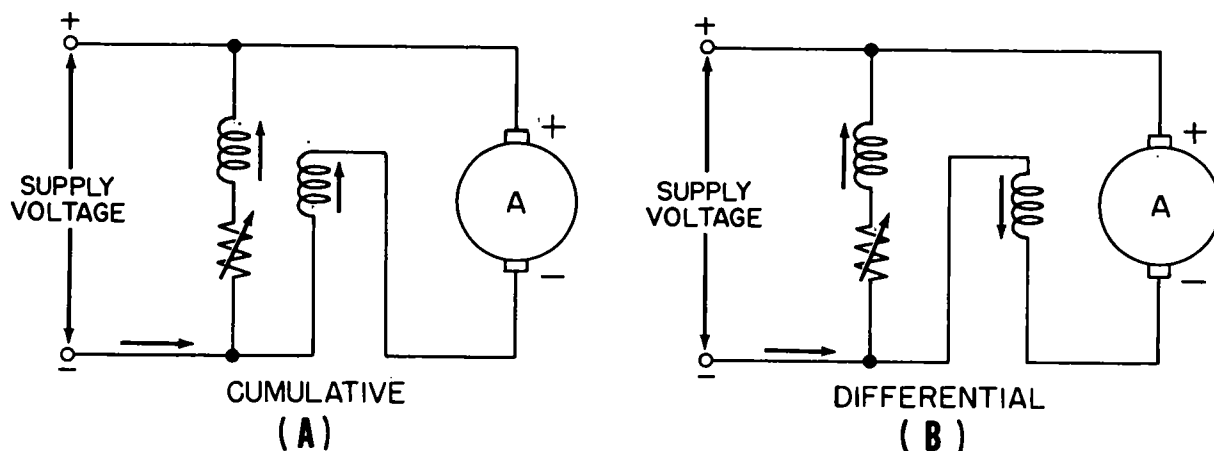 +
+
SUPPLY
VOLTAGE
A
−
−
CUMULATIVE
(A)
+
+
SUPPLY
VOLTAGE
A
−
−
DIFFERENTIAL
(B)